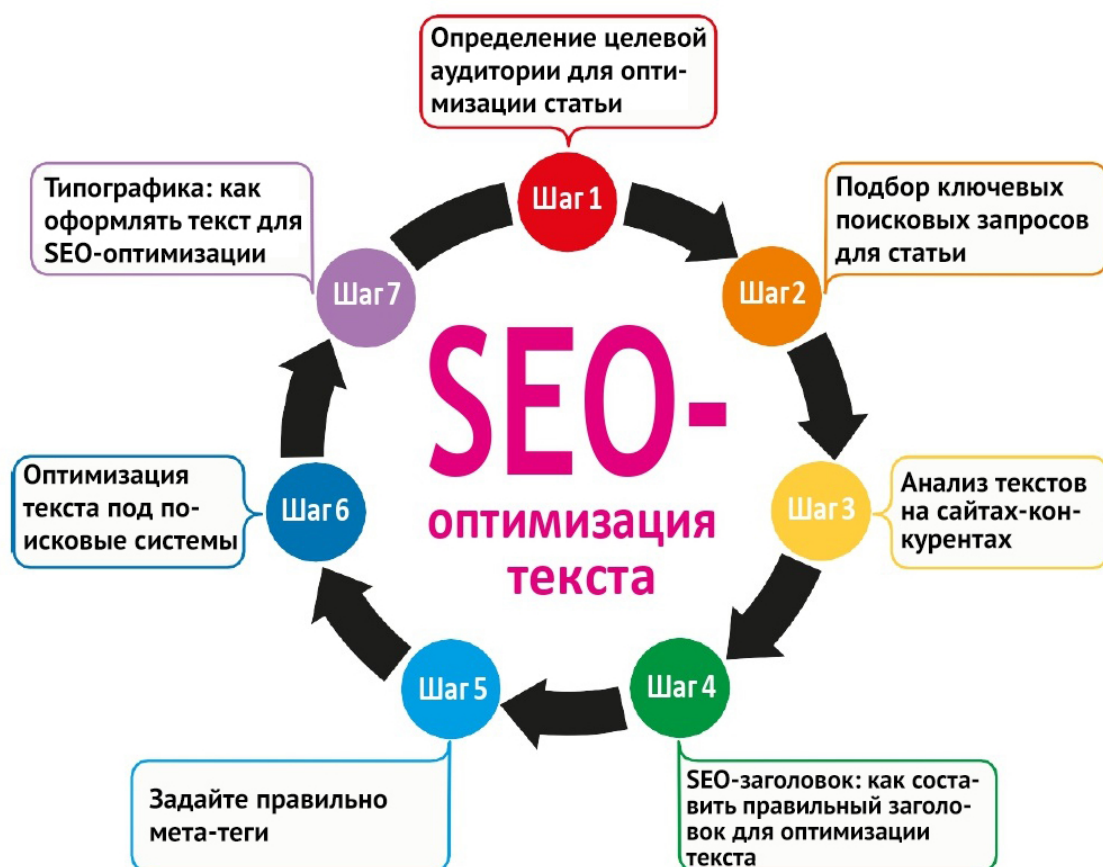 Определение целевой
аудитории для опти-
мизации статьи
Шаг 1
Подбор ключевых
поисковых запросов
для статьи
Шаг 2
Анализ текстов
на сайтах-кон-
курентах
Шаг 3
SEO-заголовок: как соста-
вить правильный заголо-
вок для оптимизации
текста
Шаг 4
Задайте правильно
мета-теги
Шаг 5
Оптимизация
текста под по-
исковые системы
Шаг 6
Типографика: как
оформлять текст для
SEO-оптимизации
Шаг 7
SEO-
оптимизация
текста